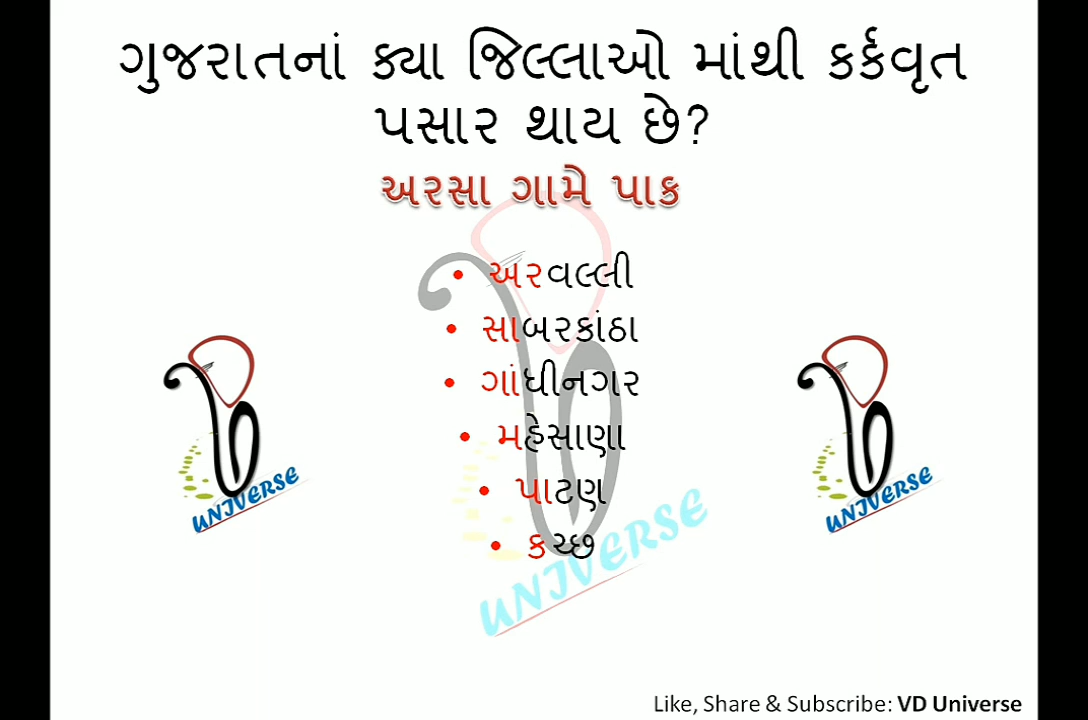 ગુજરાતનાં ક્યા જિલ્લાઓ માંથી કર્કવૃત
પસાર થાય છે?
અરસા ગામે પાક
• અરવલ્લી
• સાબરકાંઠા
• ગાંધીનગર
• મહેસાણા
• પાટણ
• કચ્છ
UNIVERSE
UNIVERSE
UNIVERSE
Like, Share & Subscribe: VD Universe